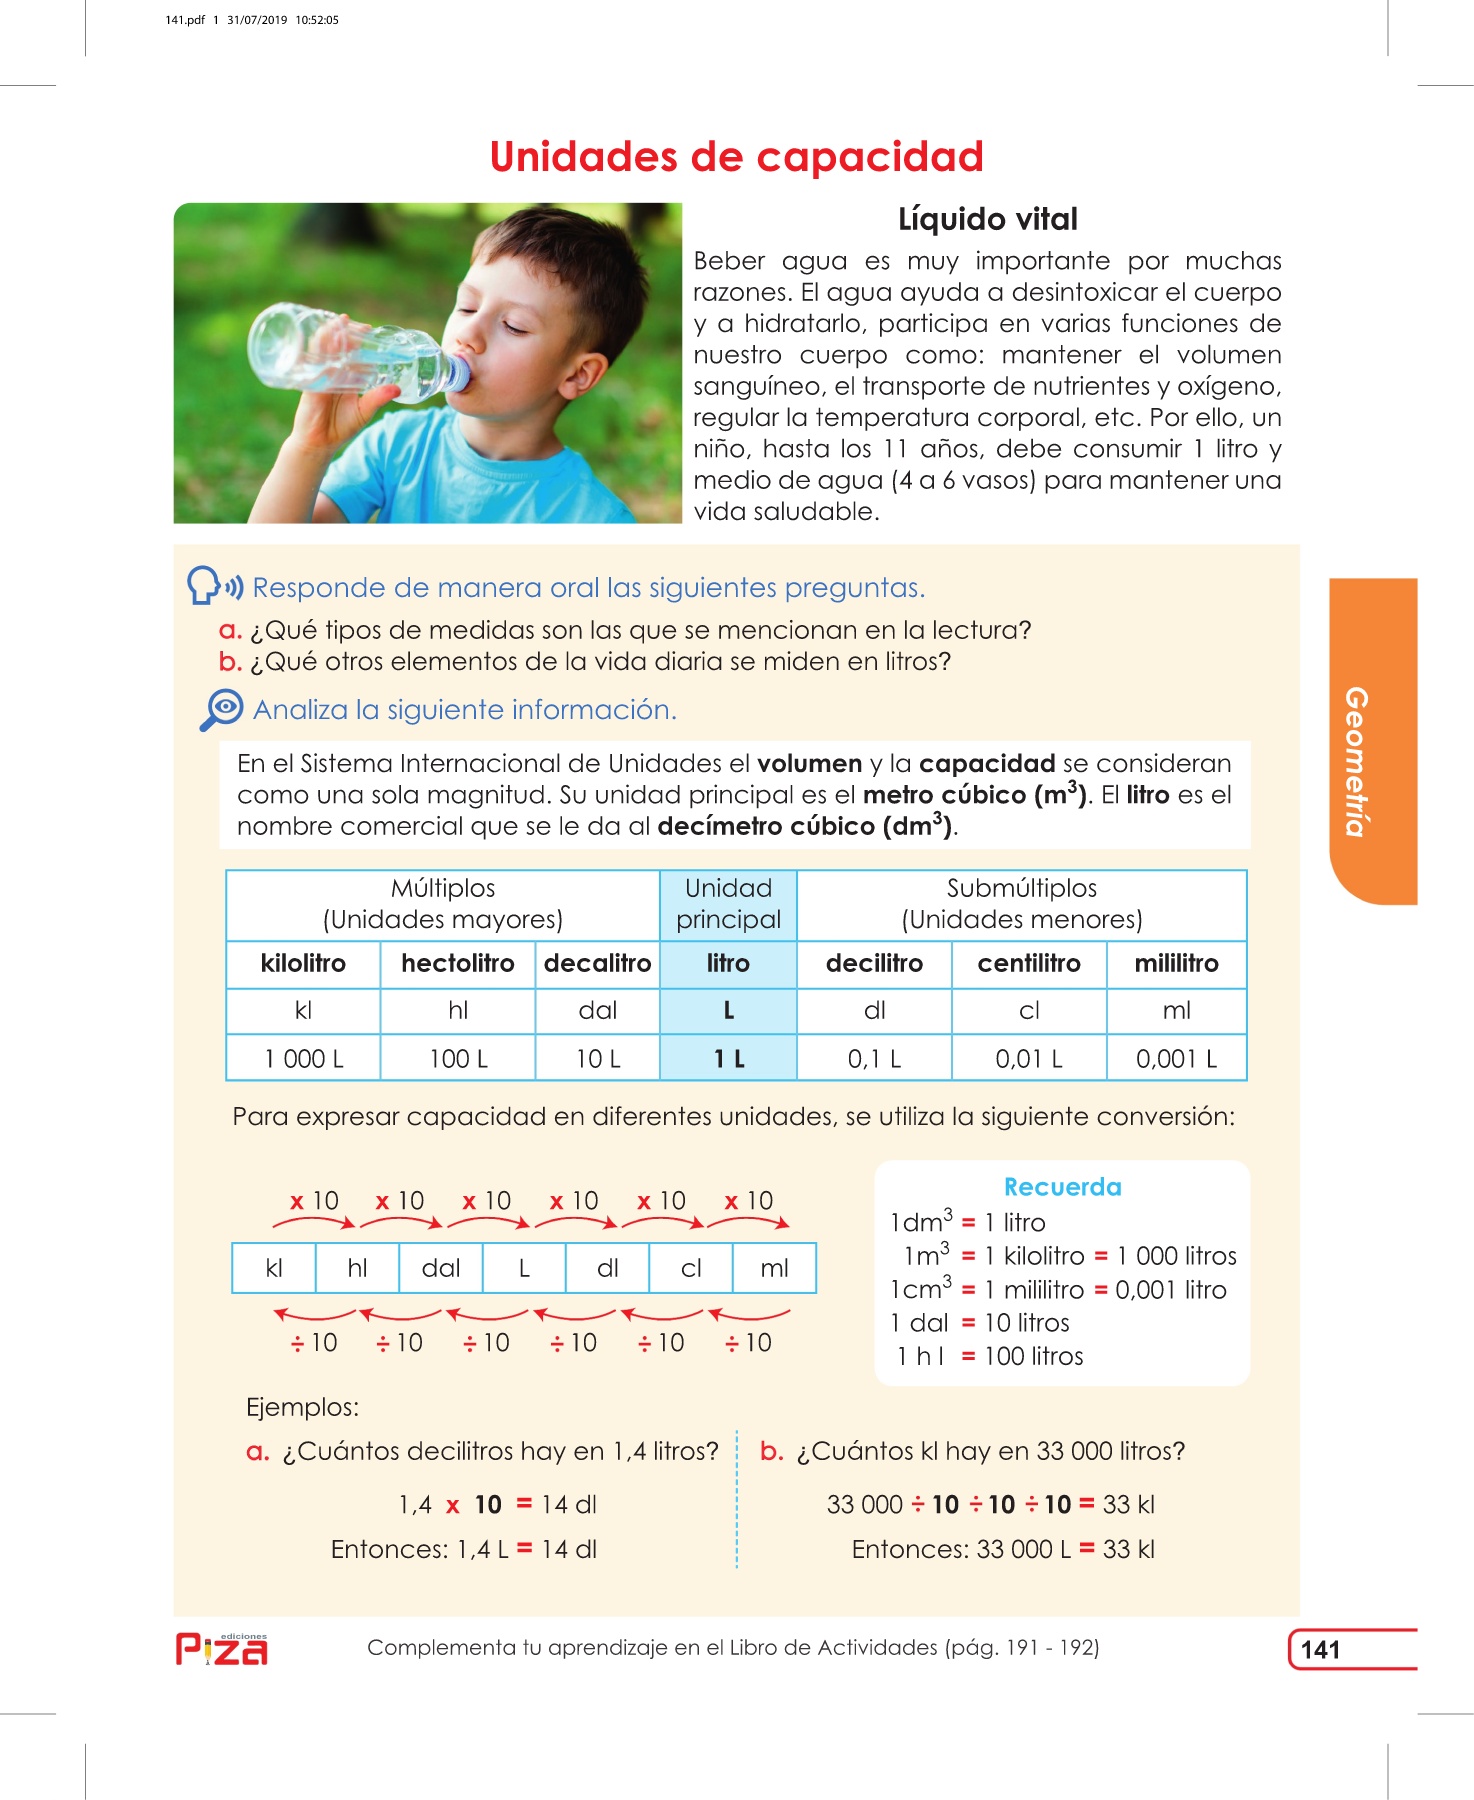 141.pdf 1 31/07/2019 10:52:05
Unidades de capacidad
Líquido vital
Beber agua es muy importante por muchas
razones. El agua ayuda a desintoxicar el cuerpo
y a hidratarlo, participa en varias funciones de
nuestro cuerpo como: mantener el volumen
sanguíneo, el transporte de nutrientes y oxígeno,
regular la temperatura corporal, etc. Por ello, un
niño, hasta los 11 años, debe consumir 1 litro y
medio de agua (4 a 6 vasos) para mantener una
vida saludable.
Responde de manera oral las siguientes preguntas.
a. ¿Qué tipos de medidas son las que se mencionan en la lectura?
b. ¿Qué otros elementos de la vida diaria se miden en litros?
Analiza la siguiente información.
En el Sistema Internacional de Unidades el volumen y la capacidad se consideran
como una sola magnitud. Su unidad principal es el metro cúbico (m³). El litro es el
nombre comercial que se le da al decímetro cúbico (dm³).
Múltiplos
(Unidades mayores)
Unidad
principal
Submúltiplos
(Unidades menores)
kilolitro hectolitro decalitro litro decilitro centilitro mililitro
kl hl dal L dl cl ml
1 000 L 100 L 10 L 1 L 0,1 L 0,01 L 0,001 L
Para expresar capacidad en diferentes unidades, se utiliza la siguiente conversión:
x 10 x 10 x 10 x 10 x 10 x 10
kl hl dal L dl cl ml
÷ 10 ÷ 10 ÷ 10 ÷ 10 ÷ 10 ÷ 10
Recuerda
1dm³ = 1 litro
1m³ = 1 kilolitro = 1 000 litros
1cm³ = 1 mililitro = 0,001 litro
1 dal = 10 litros
1 h l = 100 litros
Ejemplos:
a. ¿Cuántos decilitros hay en 1,4 litros?
1,4 x 10 = 14 dl
Entonces: 1,4 L = 14 dl
b. ¿Cuántos kl hay en 33 000 litros?
33 000 ÷ 10 ÷ 10 ÷ 10 = 33 kl
Entonces: 33 000 L = 33 kl
Geometría
ediciones
Piza
Complementa tu aprendizaje en el Libro de Actividades (pág. 191 - 192)
141